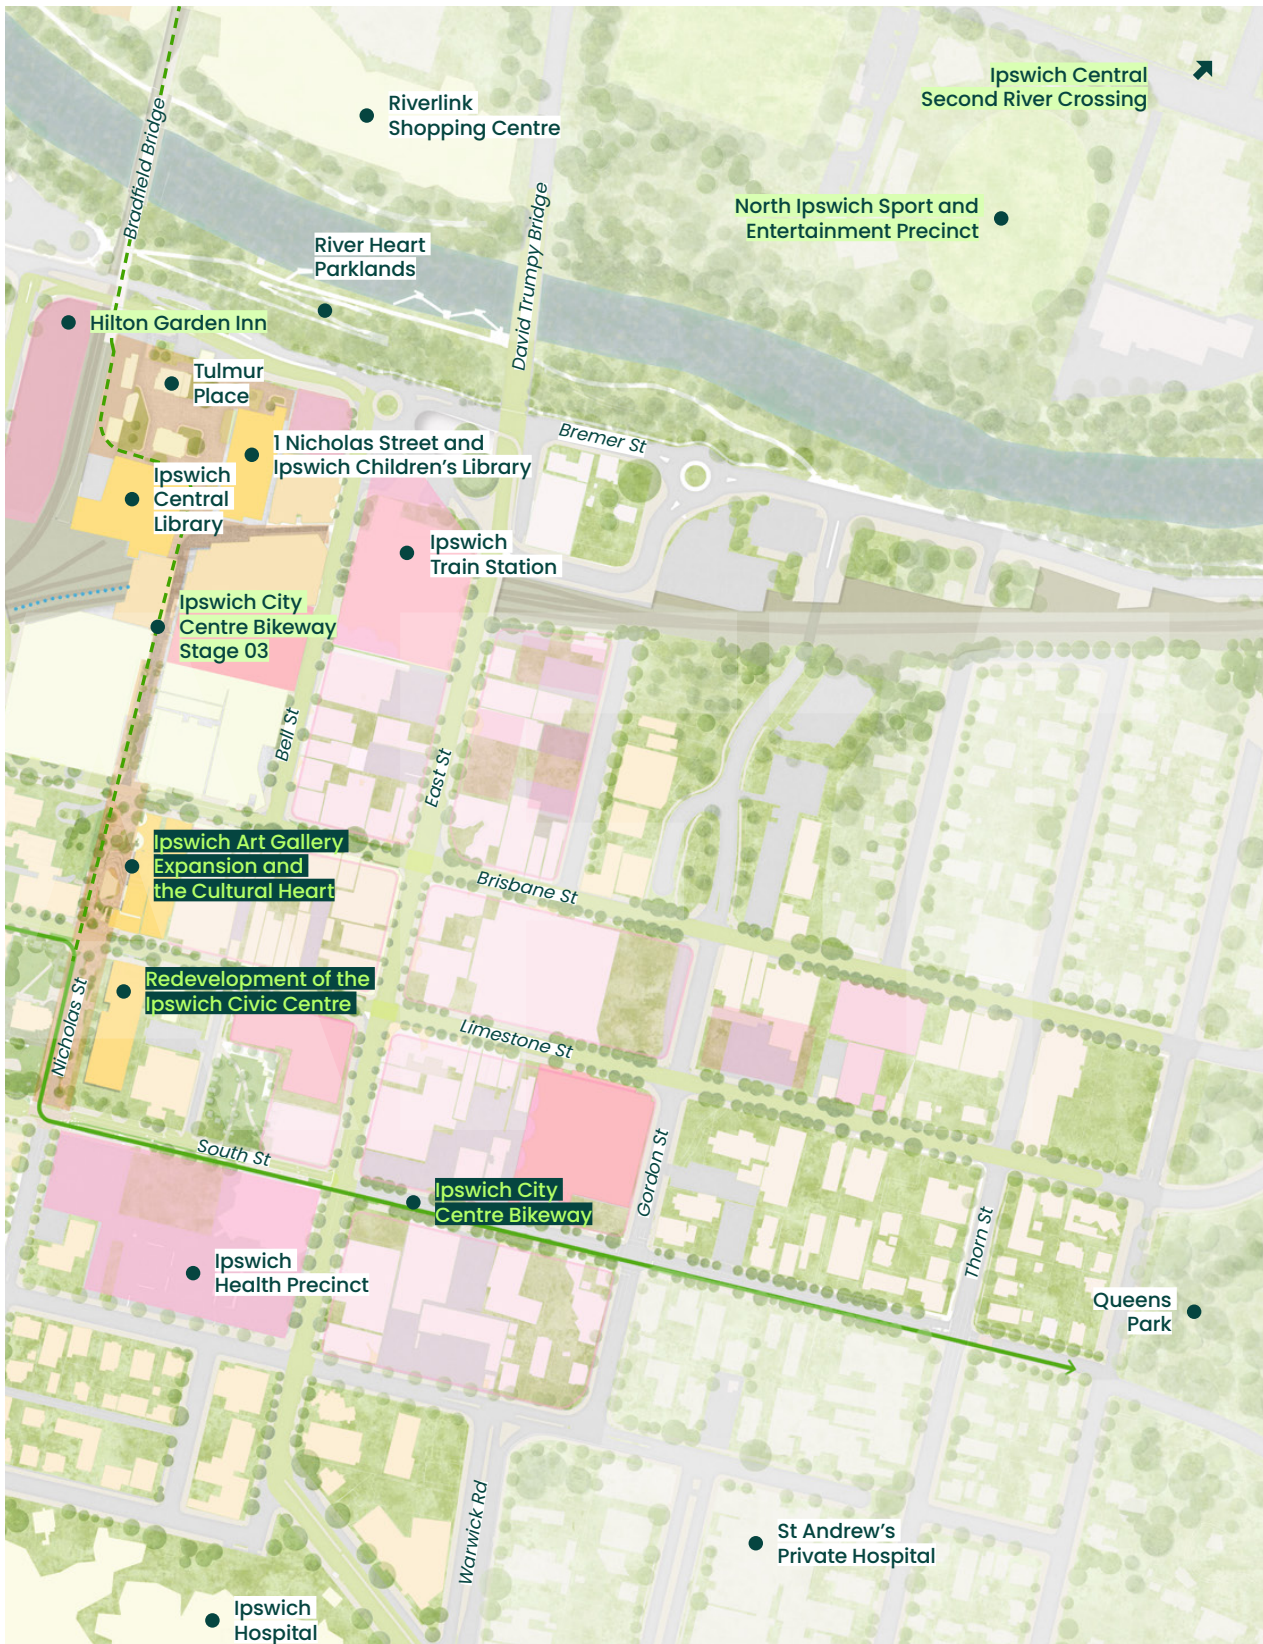 Ipswich Central
Second River Crossing
Riverlink
Shopping Centre
Bradfield Bridge
North Ipswich Sport and
Entertainment Precinct
David Trumpy Bridge
River Heart
Parklands
Hilton Garden Inn
Tulmur
Place
Bremer St
1 Nicholas Street and
Ipswich Children's Library
Ipswich
Central
Library
Ipswich
Train Station
Ipswich City
Centre Bikeway
Stage 03
Bell St
East St
Ipswich Art Gallery
Expansion and
the Cultural Heart
Brisbane St
Redevelopment of the
Ipswich Civic Centre
Nicholas St
Limestone St
South St
Gordon St
Ipswich City
Centre Bikeway
Thorn St
Ipswich
Health Precinct
Queens
Park
Warwick Rd
St Andrew's
Private Hospital
Ipswich
Hospital